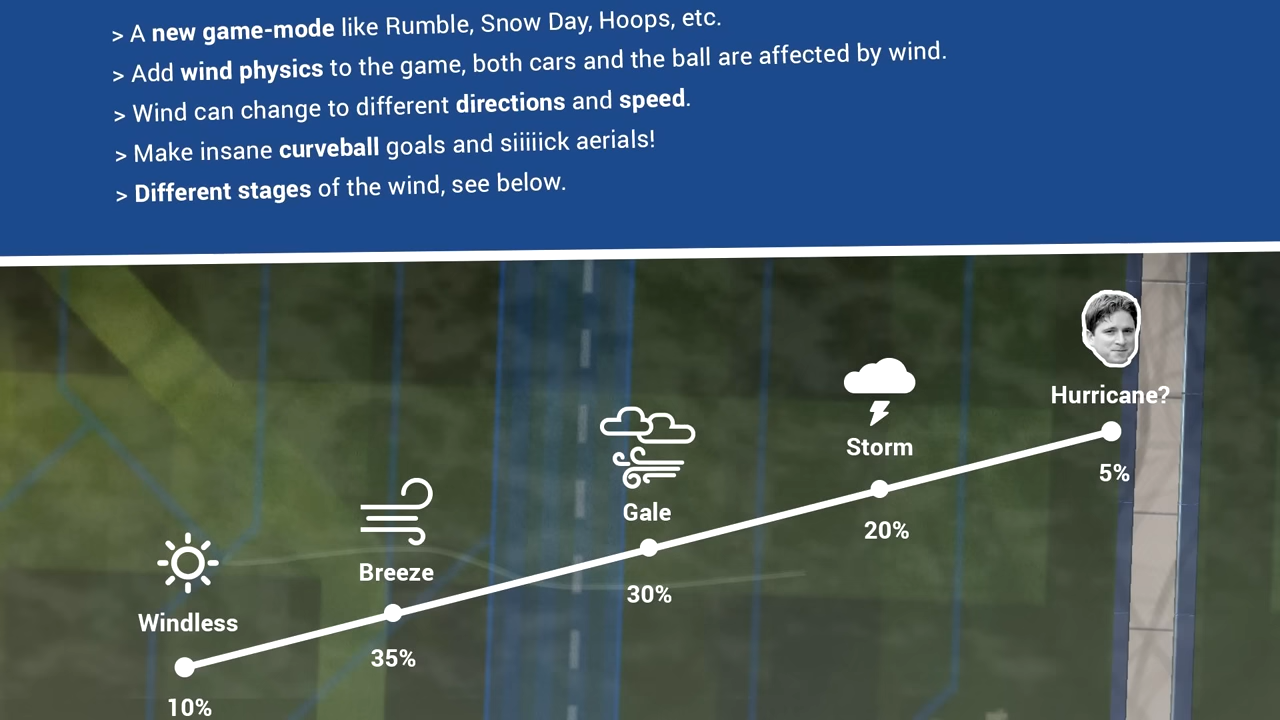 > A new game-mode like Rumble, Snow Day, Hoops, etc.
> Add wind physics to the game, both cars and the ball are affected by wind.
> Wind can change to different directions and speed.
> Make insane curveball goals and siiiiick aerials!
> Different stages of the wind, see below.
Hurricane?
5%
Storm
20%
Gale
30%
Breeze
35%
Windless
10%